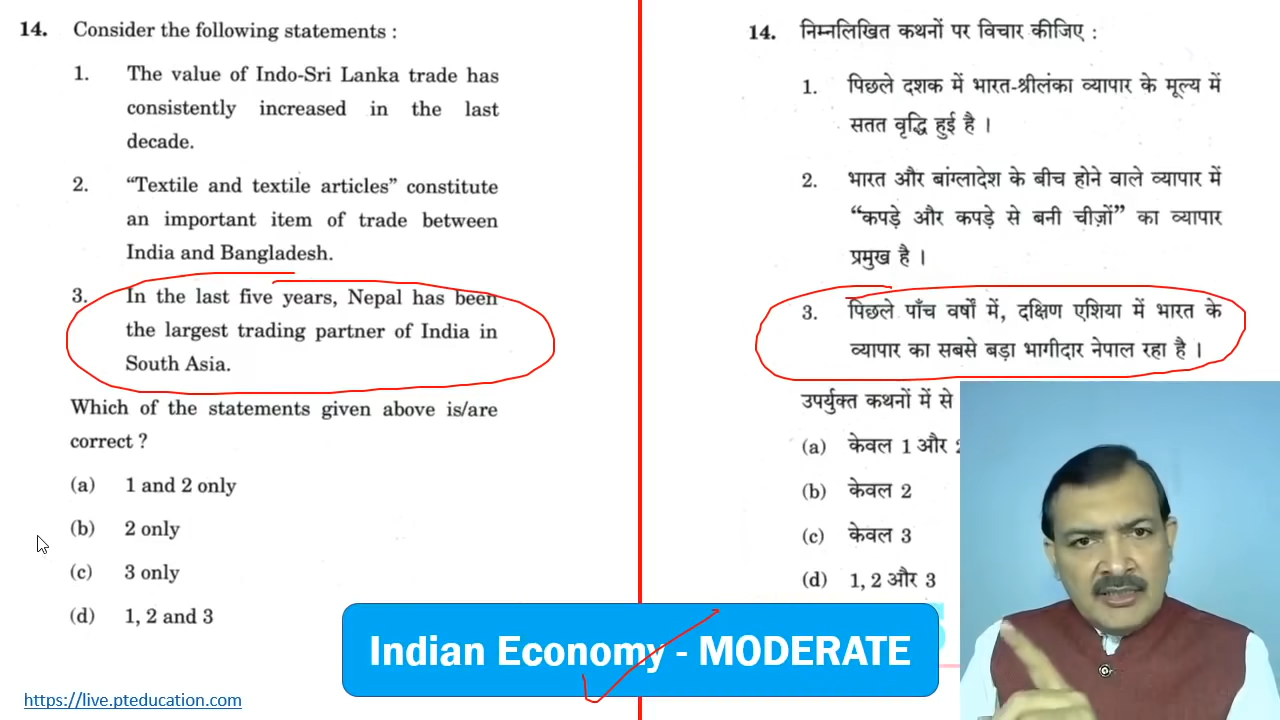 14. Consider the following statements :
1. The value of Indo-Sri Lanka trade has
consistently increased in the last
decade.
2. “Textile and textile articles” constitute
an important item of trade between
India and Bangladesh.
3. In the last five years, Nepal has been
the largest trading partner of India in
South Asia.
Which of the statements given above is/are
correct ?
(a) 1 and 2 only
(b) 2 only
(c) 3 only
(d) 1, 2 and 3
14. निम्नलिखित कथनों पर विचार कीजिए :
1. पिछले दशक में भारत-श्रीलंका व्यापार के मूल्य में
सतत वृद्धि हुई है ।
2. भारत और बांग्लादेश के बीच होने वाले व्यापार में
“कपड़े और कपड़े से बनी चीज़ों” का व्यापार
प्रमुख है ।
3. पिछले पाँच वर्षों में, दक्षिण एशिया में भारत के
व्यापार का सबसे बड़ा भागीदार नेपाल रहा है ।
उपर्युक्त कथनों में से
(a) केवल 1 और
(b) केवल 2
(c) केवल 3
(d) 1, 2 और 3
Indian Economy - MODERATE
https://live.pteducation.com